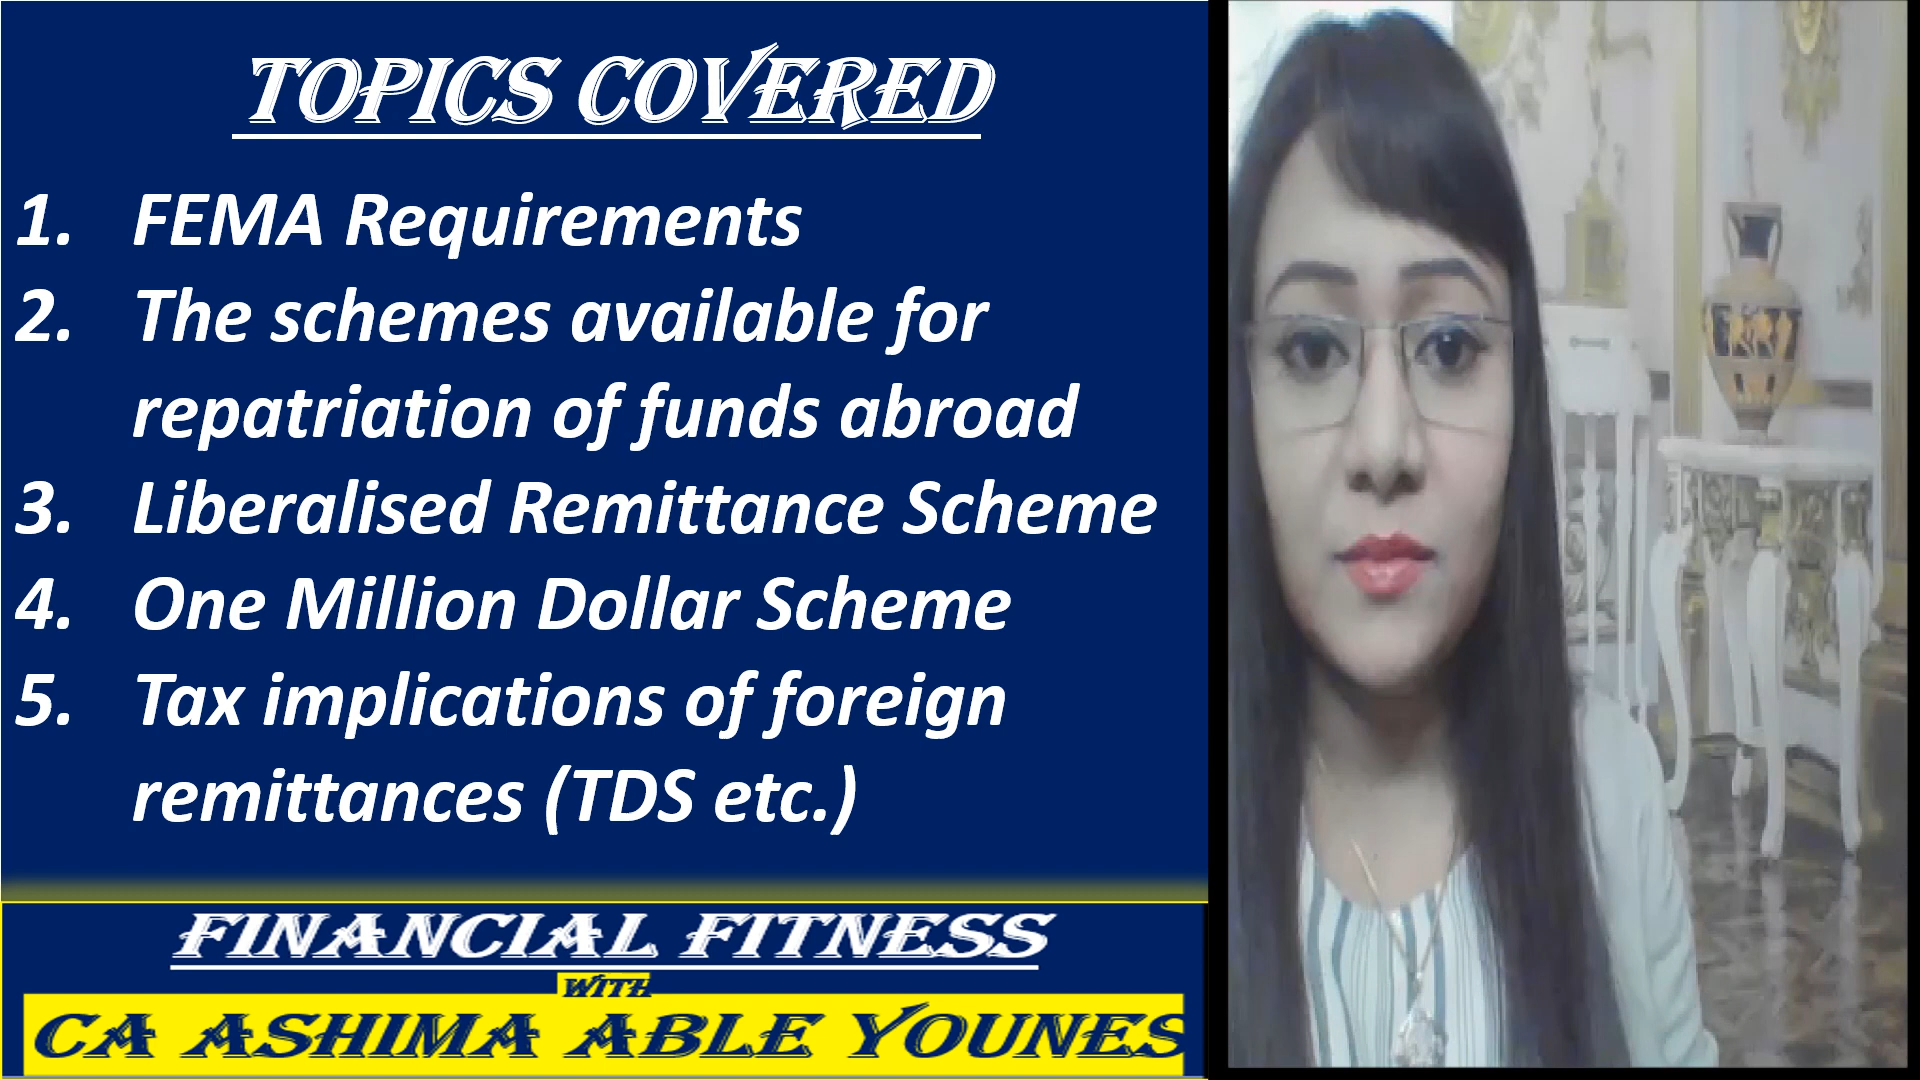 TOPICS COVERED
1. FEMA Requirements
2. The schemes available for
repatriation of funds abroad
3. Liberalised Remittance Scheme
4. One Million Dollar Scheme
5. Tax implications of foreign
remittances (TDS etc.)
FINANCIAL FITNESS
WITH
CA ASHIMA ABLE YOUNES